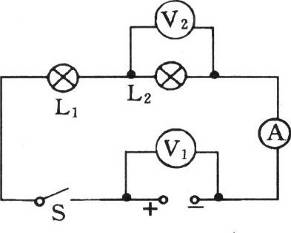 V₂
L₁ L₂
A
V₁
S + −